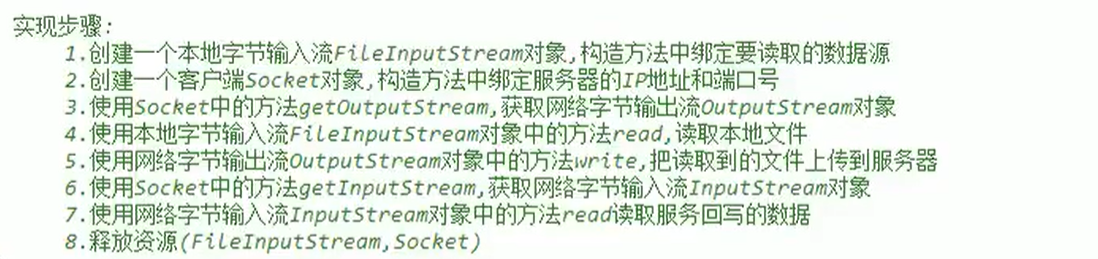 实现步骤:
1.创建一个本地字节输入流FileInputStream对象,构造方法中绑定要读取的数据源
2.创建一个客户端Socket对象,构造方法中绑定服务器的IP地址和端口号
3.使用Socket中的方法getOutputStream,获取网络字节输出流OutputStream对象
4.使用本地字节输入流FileInputStream对象中的方法read,读取本地文件
5.使用网络字节输出流OutputStream对象中的方法write,把读取到的文件上传到服务器
6.使用Socket中的方法getInputStream,获取网络字节输入流InputStream对象
7.使用网络字节输入流InputStream对象中的方法read读取服务回写的数据
8.释放资源(FileInputStream,Socket)